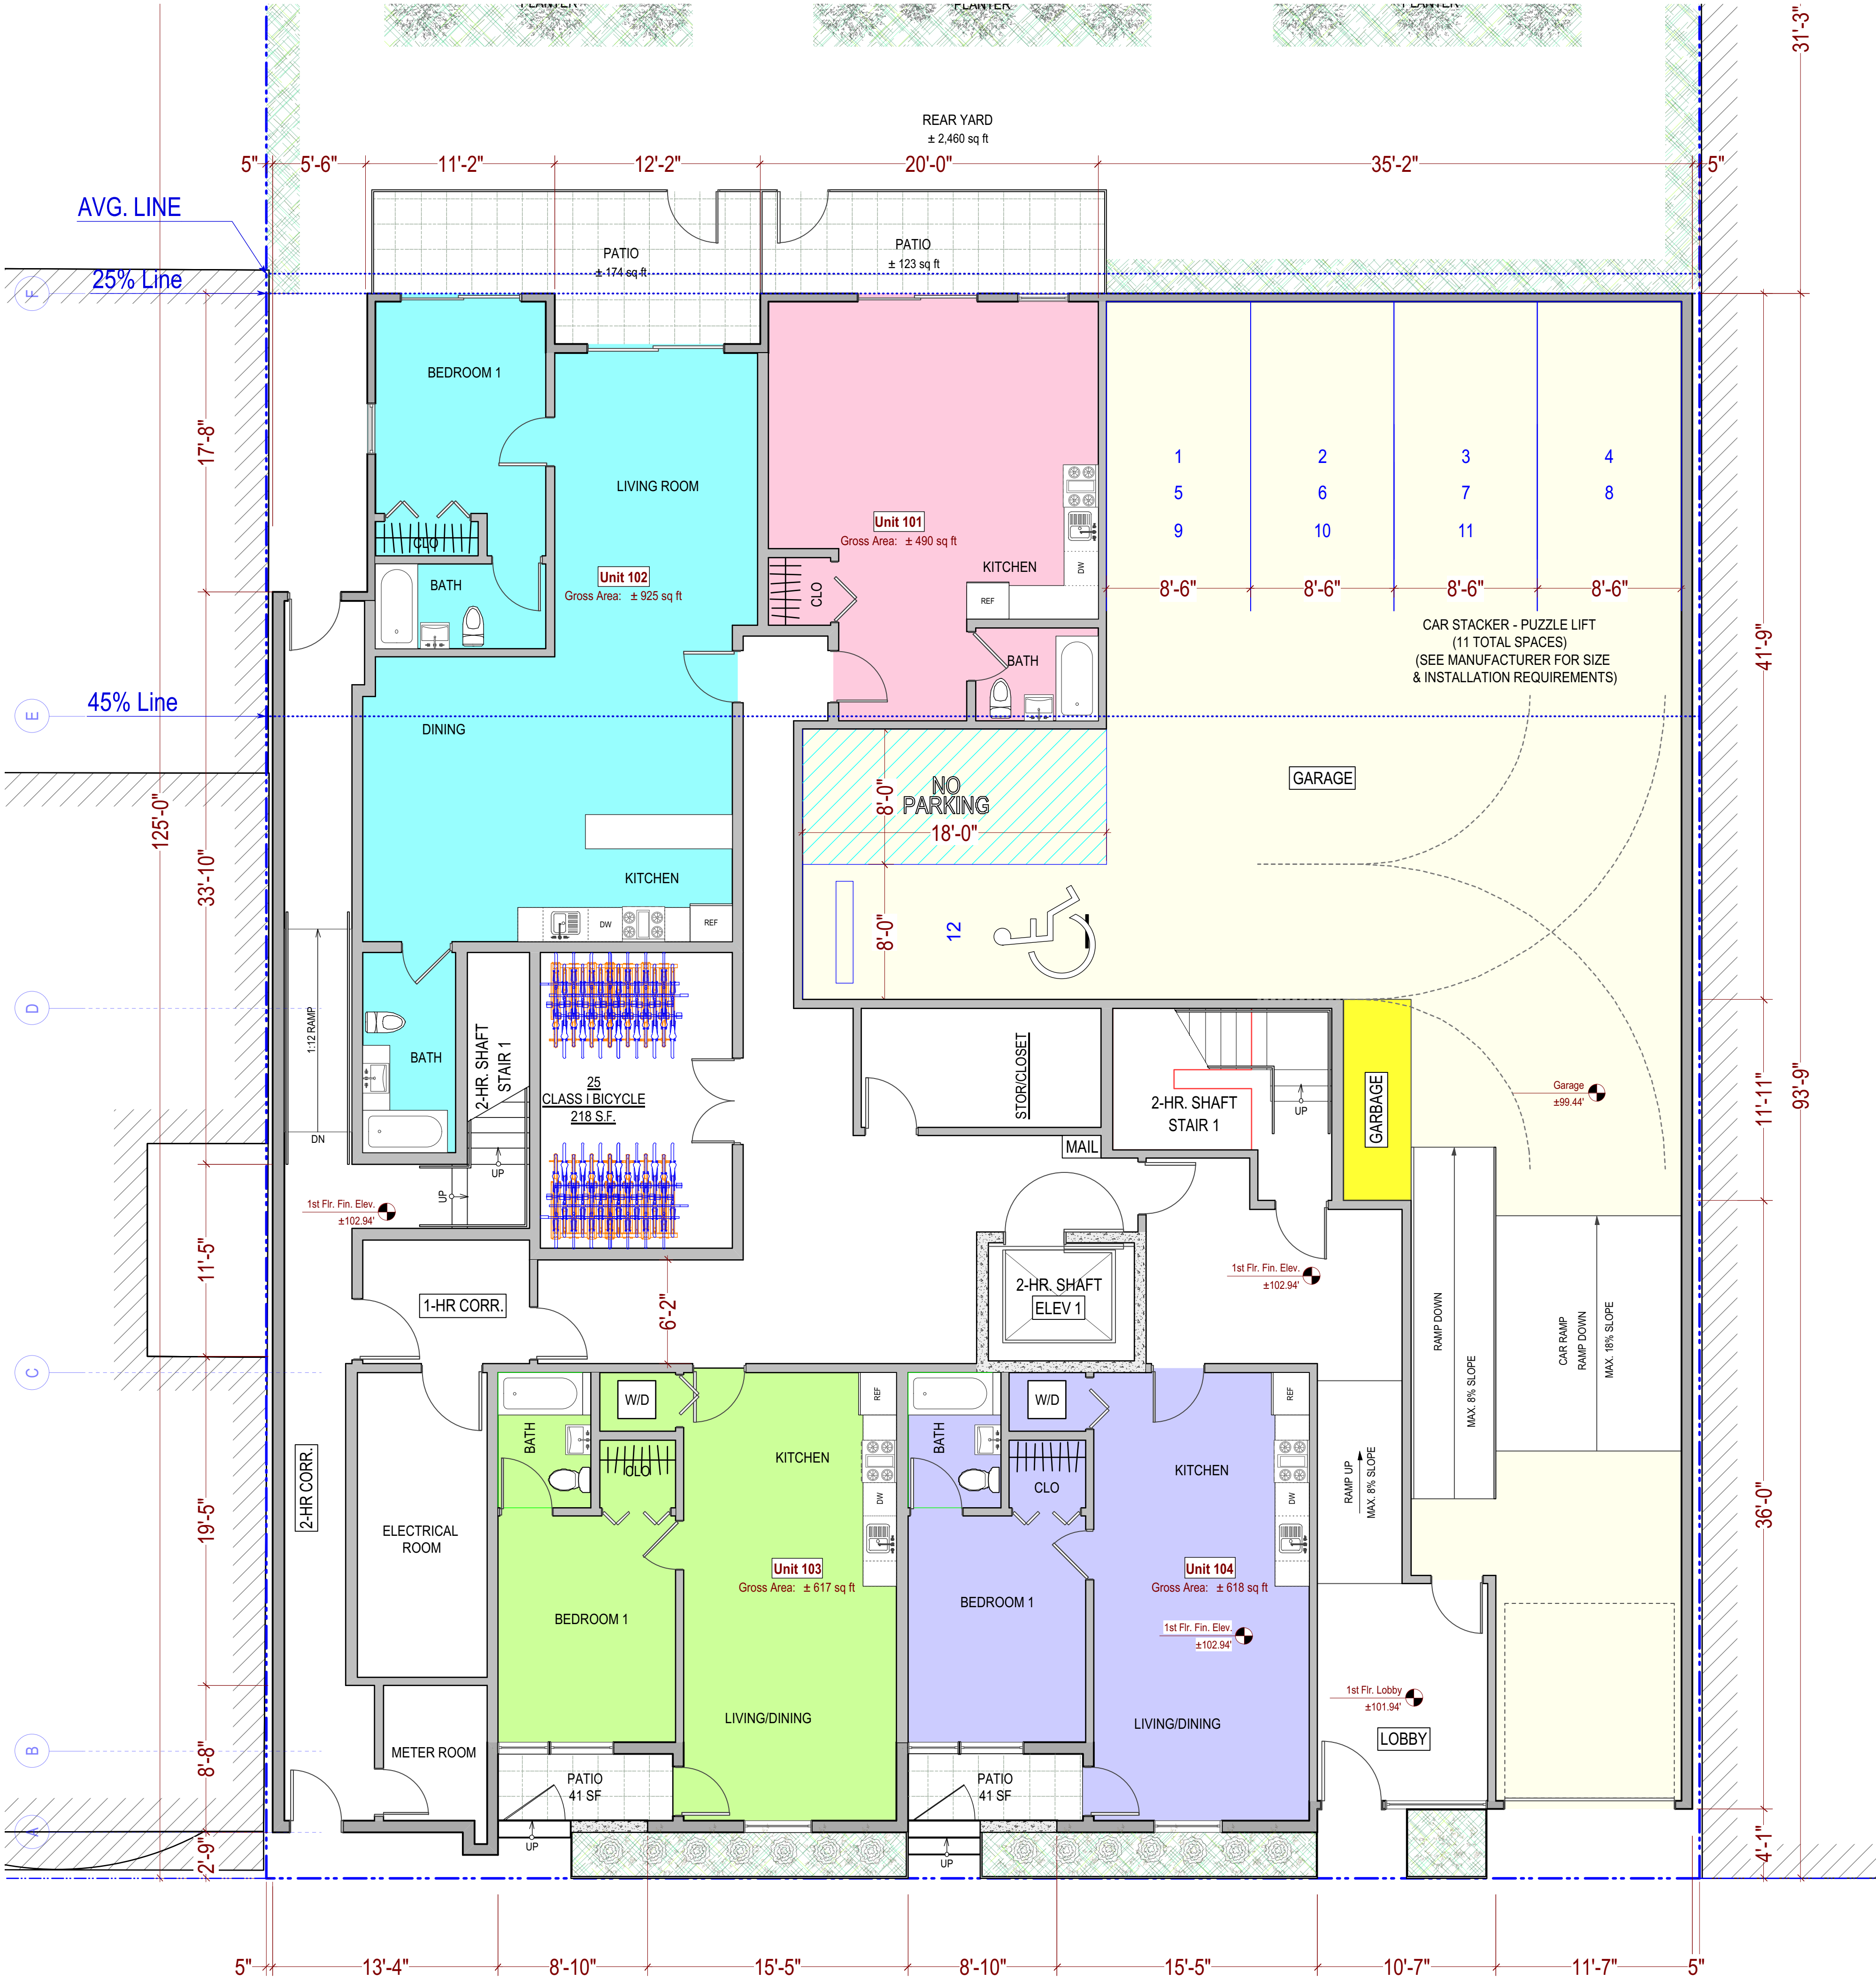 PLANTER
PLANTER
PLANTER
31'-3"
REAR YARD
± 2,460 sq ft
5"
5'-6"
11'-2"
12'-2"
20'-0"
35'-2"
5"
AVG. LINE
25% Line
45% Line
F
E
D
C
B
A
PATIO
± 174 sq ft
PATIO
± 123 sq ft
125'-0"
17'-8"
33'-10"
11'-5"
19'-5"
8'-8"
2'-9"
BEDROOM 1
CLO
BATH
LIVING ROOM
Unit 102
Gross Area: ± 925 sq ft
DINING
KITCHEN
DW
REF
BATH
Unit 101
Gross Area: ± 490 sq ft
KITCHEN
DW
REF
CLO
BATH
1
2
3
4
5
6
7
8
9
10
11
8'-6"
8'-6"
8'-6"
8'-6"
CAR STACKER - PUZZLE LIFT
(11 TOTAL SPACES)
(SEE MANUFACTURER FOR SIZE
& INSTALLATION REQUIREMENTS)
GARAGE
NO
PARKING
8'-0"
18'-0"
8'-0"
12
41'-9"
93'-9"
11'-11"
36'-0"
4'-1"
1:12 RAMP
DN
2-HR. SHAFT
STAIR 1
UP
UP
25
CLASS I BICYCLE
218 S.F.
STOR/CLOSET
MAIL
2-HR. SHAFT
STAIR 1
UP
GARBAGE
Garage
±99.44'
1st Flr. Fin. Elev.
±102.94'
1-HR CORR.
6'-2"
2-HR. SHAFT
ELEV 1
1st Flr. Fin. Elev.
±102.94'
RAMP DOWN
MAX. 8% SLOPE
CAR RAMP
RAMP DOWN
MAX. 18% SLOPE
RAMP UP
MAX. 8% SLOPE
2-HR CORR.
ELECTRICAL
ROOM
METER ROOM
BATH
W/D
CLO
KITCHEN
REF
DW
Unit 103
Gross Area: ± 617 sq ft
BEDROOM 1
LIVING/DINING
PATIO
41 SF
UP
BATH
W/D
CLO
KITCHEN
REF
DW
Unit 104
Gross Area: ± 618 sq ft
BEDROOM 1
1st Flr. Fin. Elev.
±102.94'
LIVING/DINING
PATIO
41 SF
UP
1st Flr. Lobby
±101.94'
LOBBY
5"
13'-4"
8'-10"
15'-5"
8'-10"
15'-5"
10'-7"
11'-7"
5"